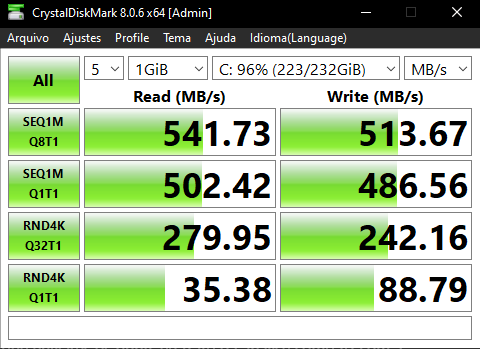 CrystalDiskMark 8.0.6 x64 [Admin]
Arquivo Ajustes Profile Tema Ajuda Idioma(Language)
All 5 1GiB C: 96% (223/232GiB) MB/s
Read (MB/s) Write (MB/s)
SEQ1M
Q8T1 541.73 513.67
SEQ1M
Q1T1 502.42 486.56
RND4K
Q32T1 279.95 242.16
RND4K
Q1T1 35.38 88.79